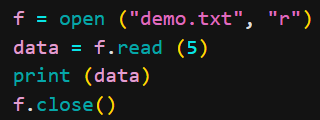 f = open ("demo.txt", "r")
data = f.read (5)
print (data)
f.close()